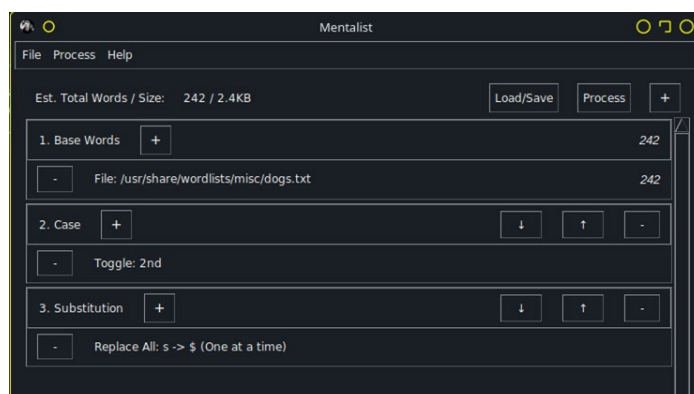 Mentalist
File Process Help
Est. Total Words / Size: 242 / 2.4KB Load/Save Process +
1. Base Words + 242
- File: /usr/share/wordlists/misc/dogs.txt 242
2. Case + ↓ ↑ -
- Toggle: 2nd
3. Substitution + ↓ ↑ -
- Replace All: s -> $ (One at a time)